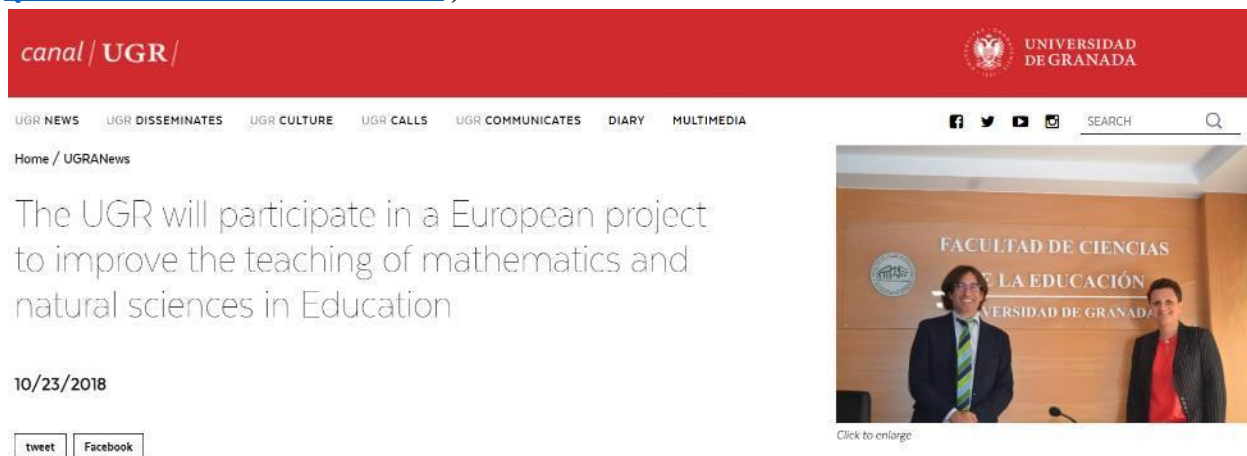 canal / UGR /
UNIVERSIDAD
DE GRANADA
UGR NEWS UGR DISSEMINATES UGR CULTURE UGR CALLS UGR COMMUNICATES DIARY MULTIMEDIA SEARCH
Home / UGRANews
The UGR will participate in a European project
to improve the teaching of mathematics and
natural sciences in Education
10/23/2018
tweet Facebook
FACULTAD DE CIENCIAS
LA EDUCACIÓN
DE GRANADA
Click to enlarge